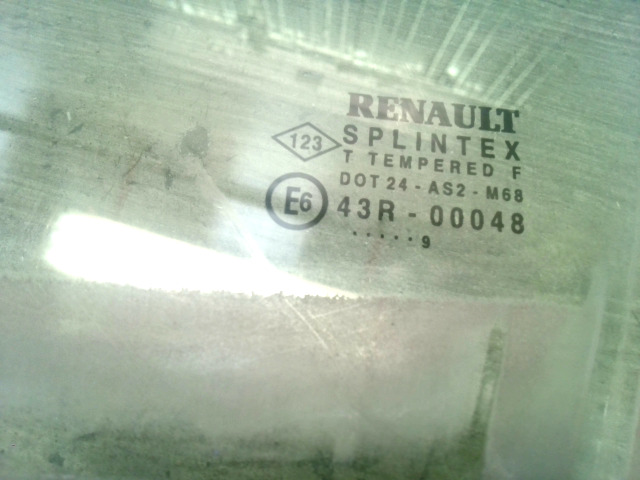 RENAULT
123
SPLINTEX
T TEMPERED F
DOT 24 - AS2 - M68
E6
43R - 00048
.....9